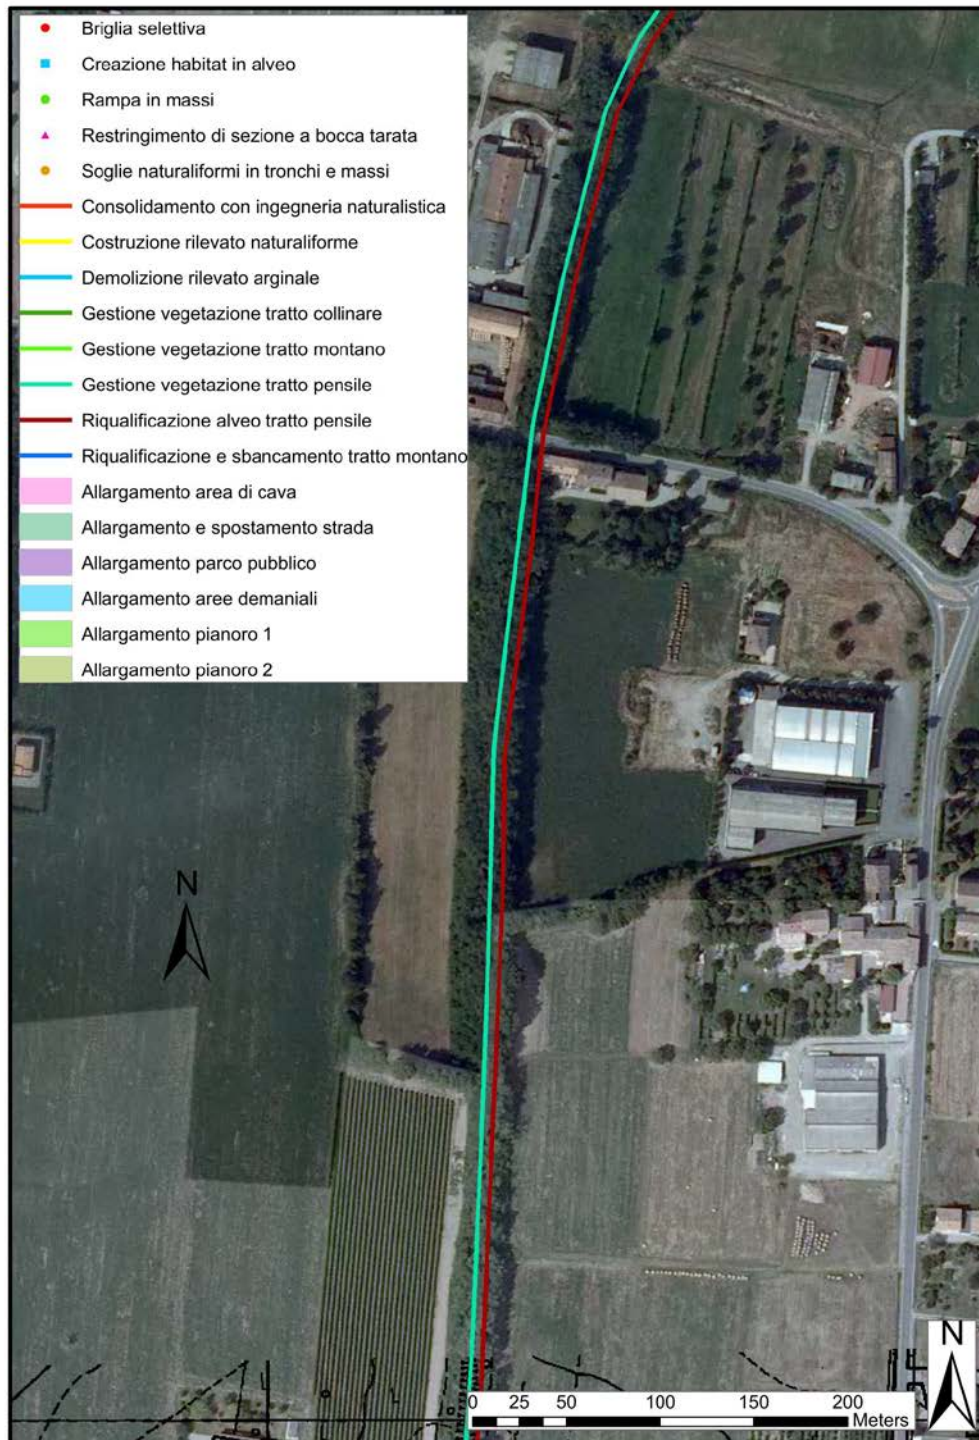 Briglia selettiva
Creazione habitat in alveo
Rampa in massi
Restringimento di sezione a bocca tarata
Soglie naturaliformi in tronchi e massi
Consolidamento con ingegneria naturalistica
Costruzione rilevato naturaliforme
Demolizione rilevato arginale
Gestione vegetazione tratto collinare
Gestione vegetazione tratto montano
Gestione vegetazione tratto pensile
Riqualificazione alveo tratto pensile
Riqualificazione e sbancamento tratto montano
Allargamento area di cava
Allargamento e spostamento strada
Allargamento parco pubblico
Allargamento aree demaniali
Allargamento pianoro 1
Allargamento pianoro 2
N
N
0 25 50 100 150 200
Meters